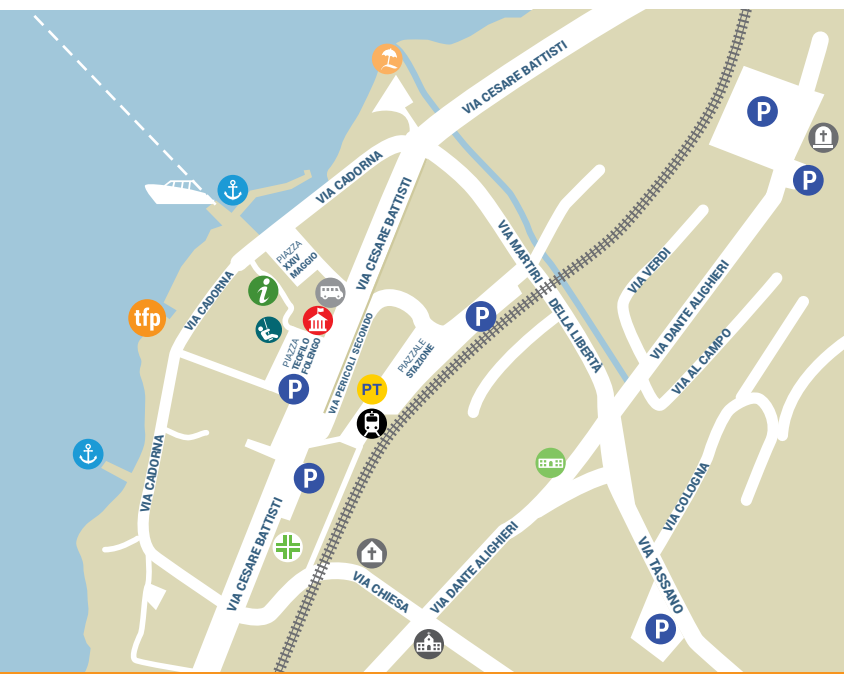 VIA CESARE BATTISTI
P
VIA CADORNA
P
VIA CESARE BATTISTI
VIA MARTIRI
DELLA LIBERTÀ
PIAZZA
XXIV
MAGGIO
VIA VERDI
VIA CADORNA
i
tfp
P
VIA DANTE ALIGHIERI
PIAZZA
TEOFILO
FOLENGO
VIA PERICOLI SECONDO
PIAZZALE
STAZIONE
VIA AL CAMPO
P
PT
VIA CADORNA
P
VIA COLOGNA
VIA CESARE BATTISTI
VIA CHIESA
VIA DANTE ALIGHIERI
VIA TASSANO
P